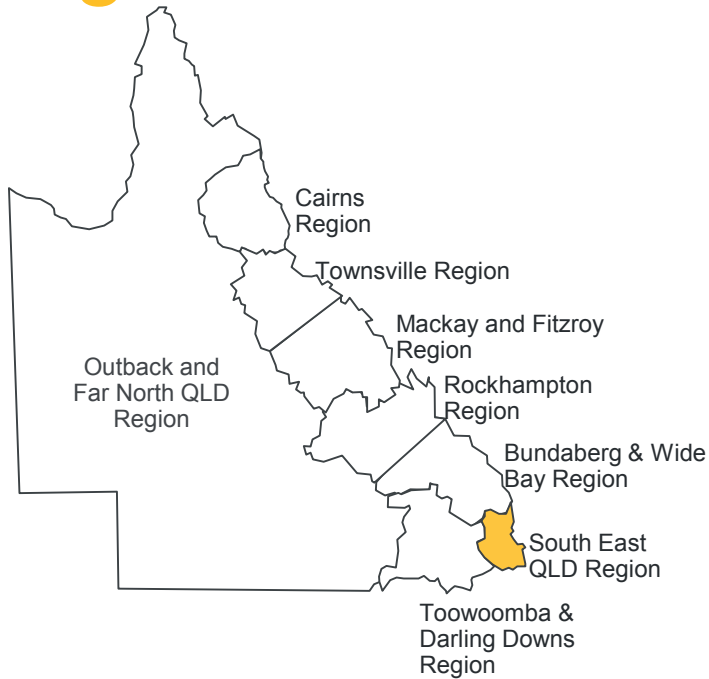 Cairns
Region
Townsville Region
Mackay and Fitzroy
Region
Outback and
Far North QLD
Region
Rockhampton
Region
Bundaberg & Wide
Bay Region
South East
QLD Region
Toowoomba &
Darling Downs
Region